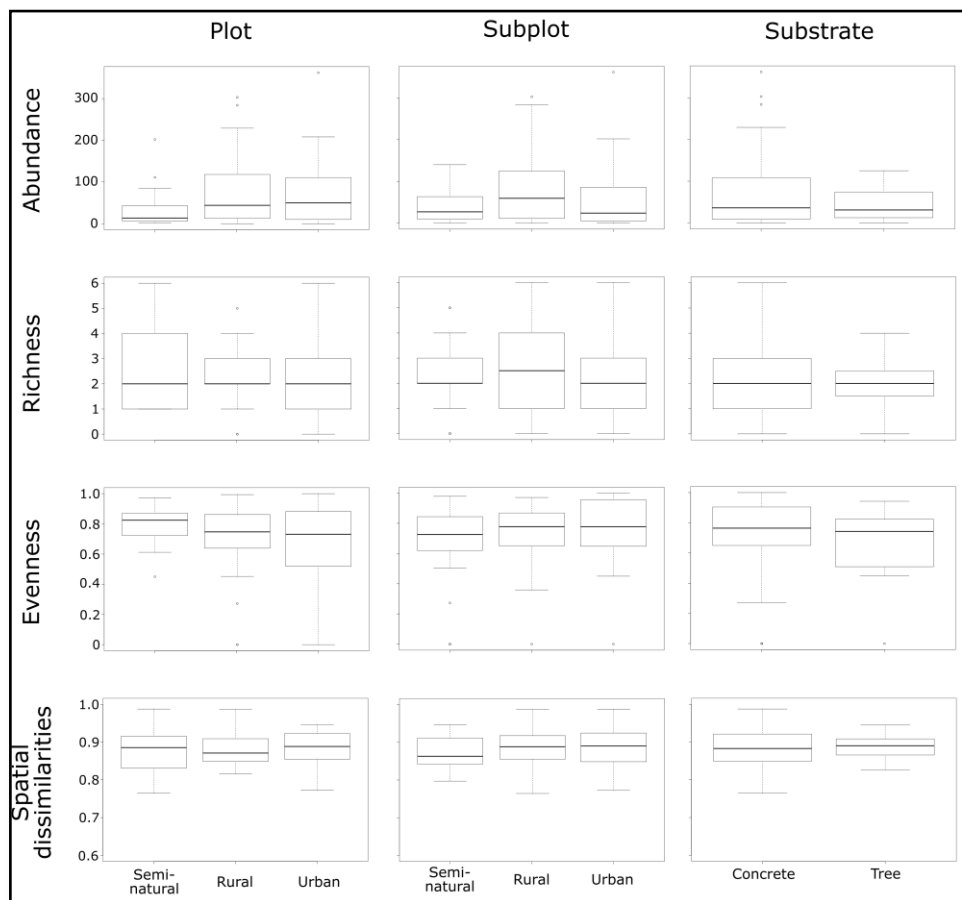 Plot Subplot Substrate
Abundance
300
200
100
0
Richness
6
5
4
3
2
1
0
Evenness
1.0
0.8
0.6
0.4
0.2
0
Spatial
dissimilarities
1.0
0.9
0.8
0.7
0.6
Semi-
natural
Rural
Urban
Semi-
natural
Rural
Urban
Concrete
Tree